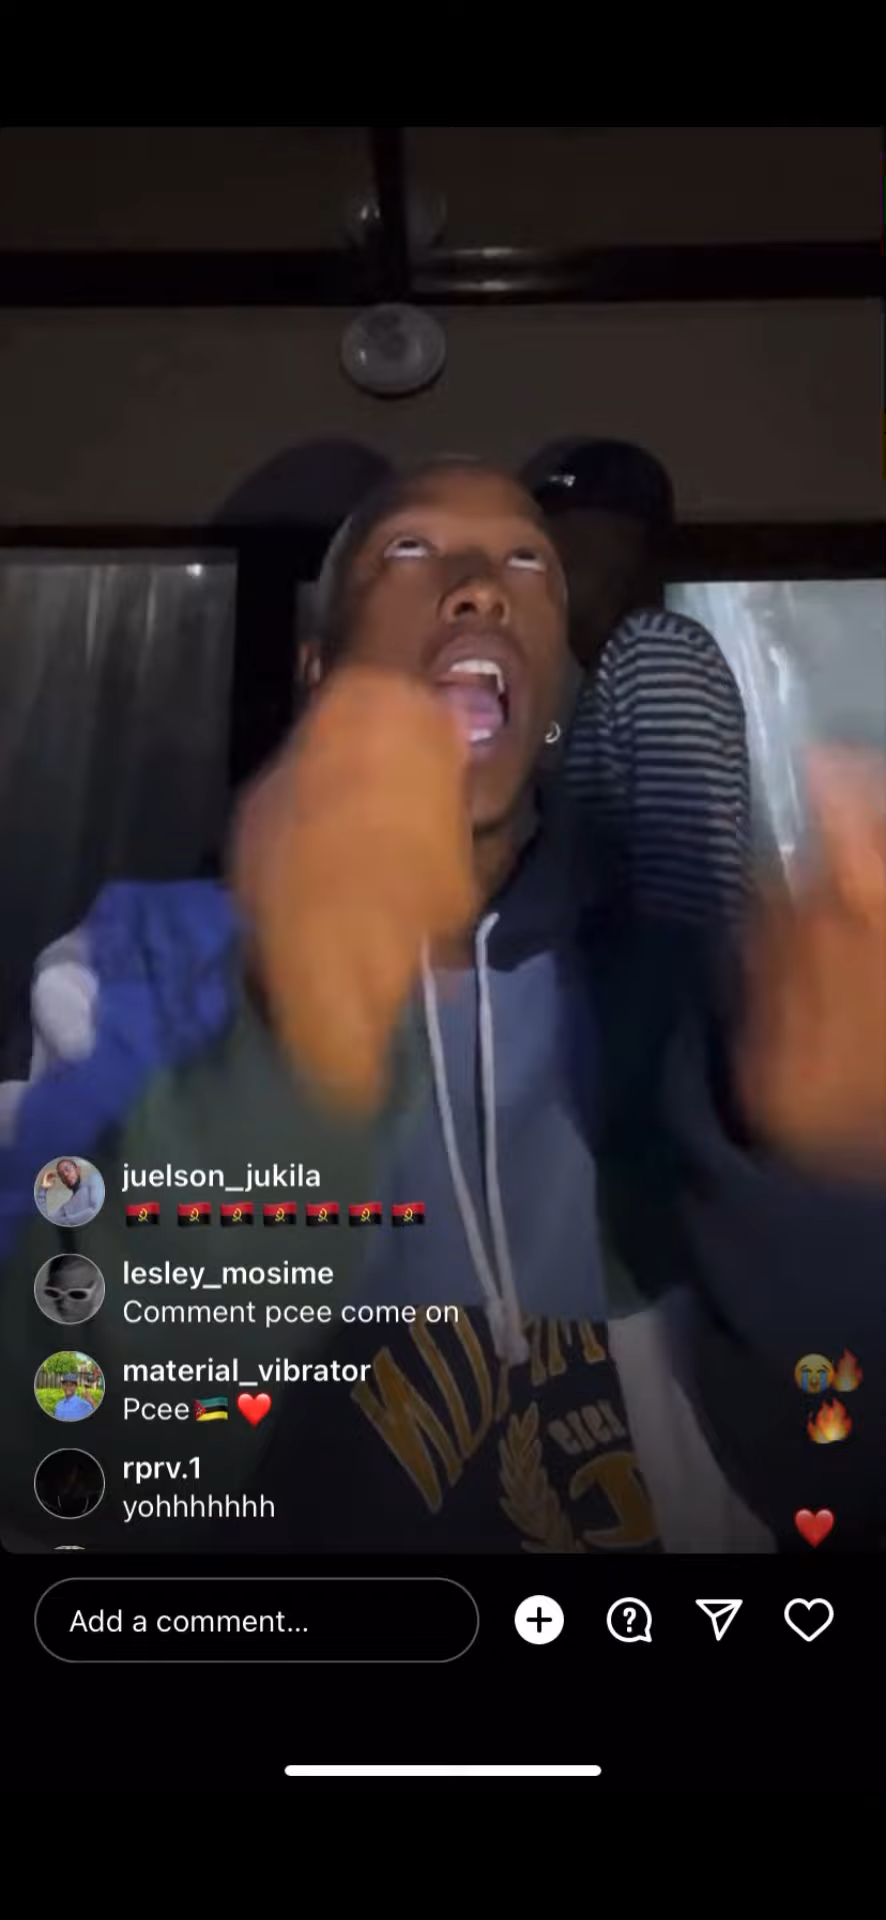 juelson_jukila
🇦🇴 🇦🇴🇦🇴🇦🇴🇦🇴🇦🇴🇦🇴
lesley_mosime
Comment pcee come on
material_vibrator
Pcee🇲🇿❤️
rprv.1
yohhhhhhh
Add a comment...